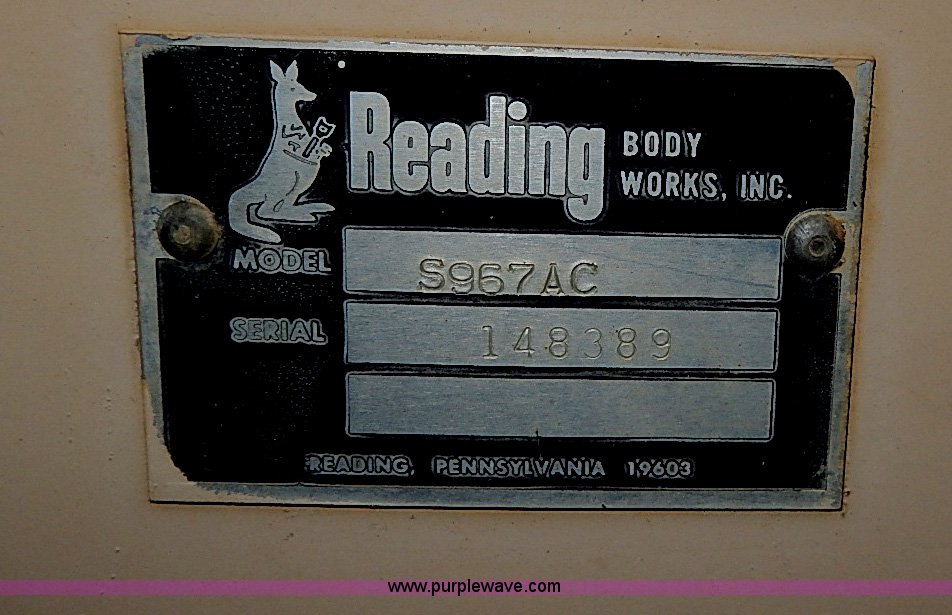 Reading BODY
WORKS, INC.
MODEL S967AC
SERIAL 148389
READING, PENNSYLVANIA 19603
www.purplewave.com